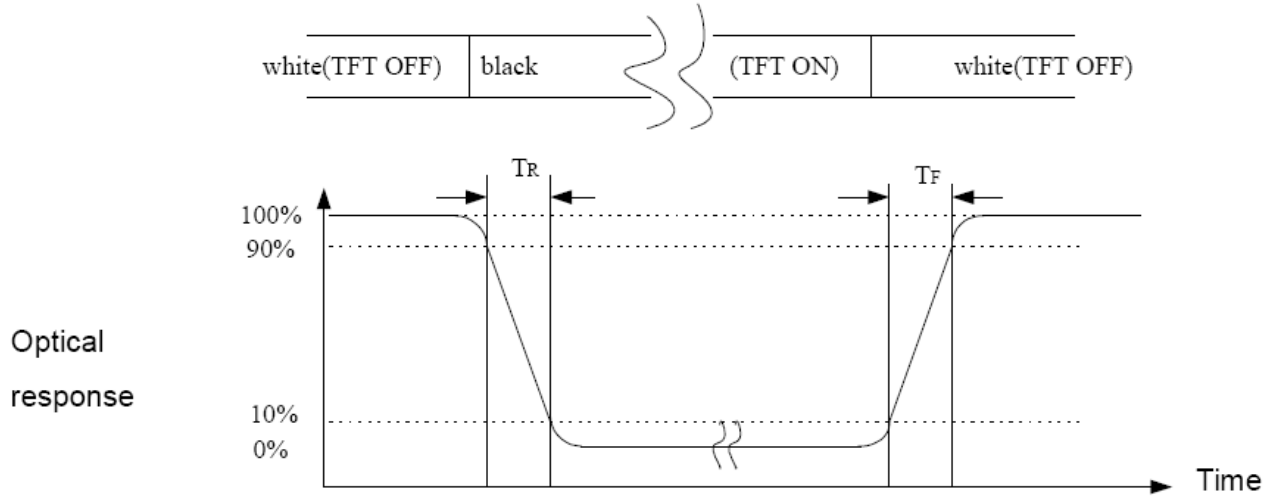 white(TFT OFF) black (TFT ON) white(TFT OFF)
TR TF
100%
90%
Optical
response
10%
0%
Time